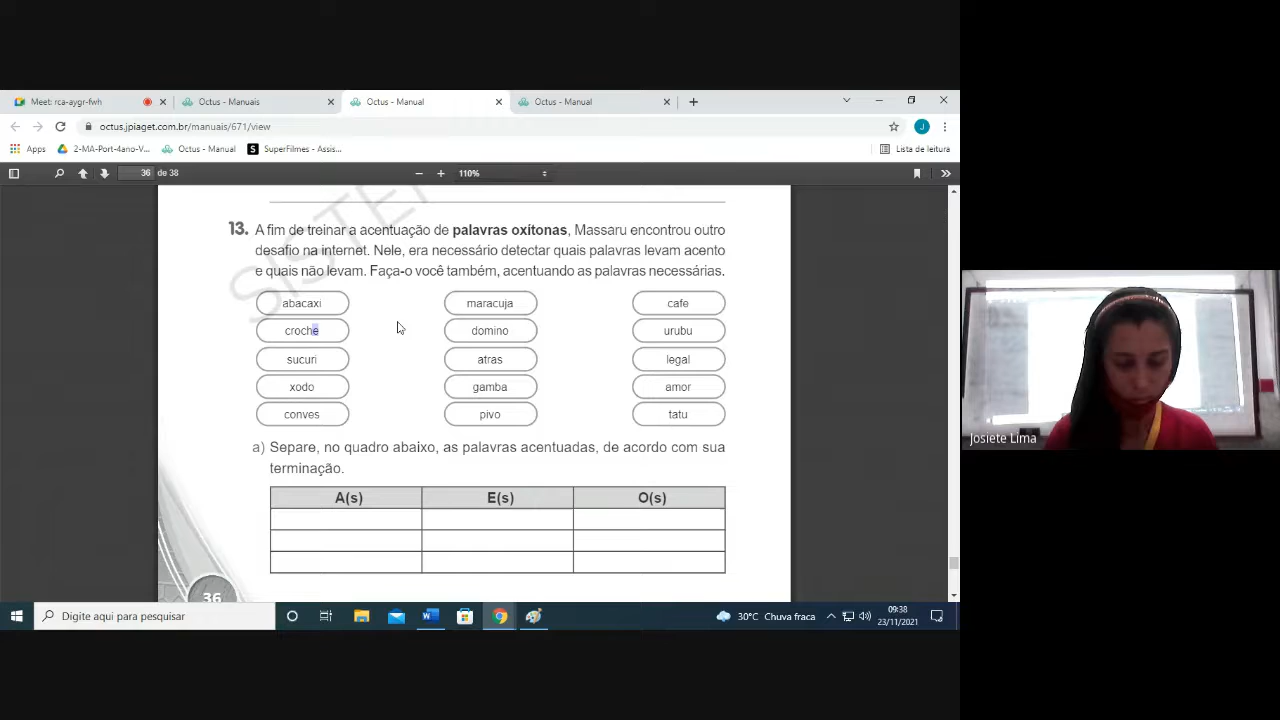 Meet: rca-aygr-fwh
Octus - Manuais
Octus - Manual
Octus - Manual
octus.jpiaget.com.br/manuais/671/view
J
Apps
2-MA-Port-4ano-V...
Octus - Manual
S SuperFilmes - Assis...
Lista de leitura
36 de 38
110%
SISTE
13. A fim de treinar a acentuação de palavras oxítonas, Massaru encontrou outro
desafio na internet. Nele, era necessário detectar quais palavras levam acento
e quais não levam. Faça-o você também, acentuando as palavras necessárias.
abacaxi maracuja cafe
croche domino urubu
sucuri atras legal
xodo gamba amor
conves pivo tatu
a) Separe, no quadro abaixo, as palavras acentuadas, de acordo com sua
terminação.
A(s) E(s) O(s)
36
Josiete Lima
Digite aqui para pesquisar
30°C Chuva fraca
09:38
23/11/2021